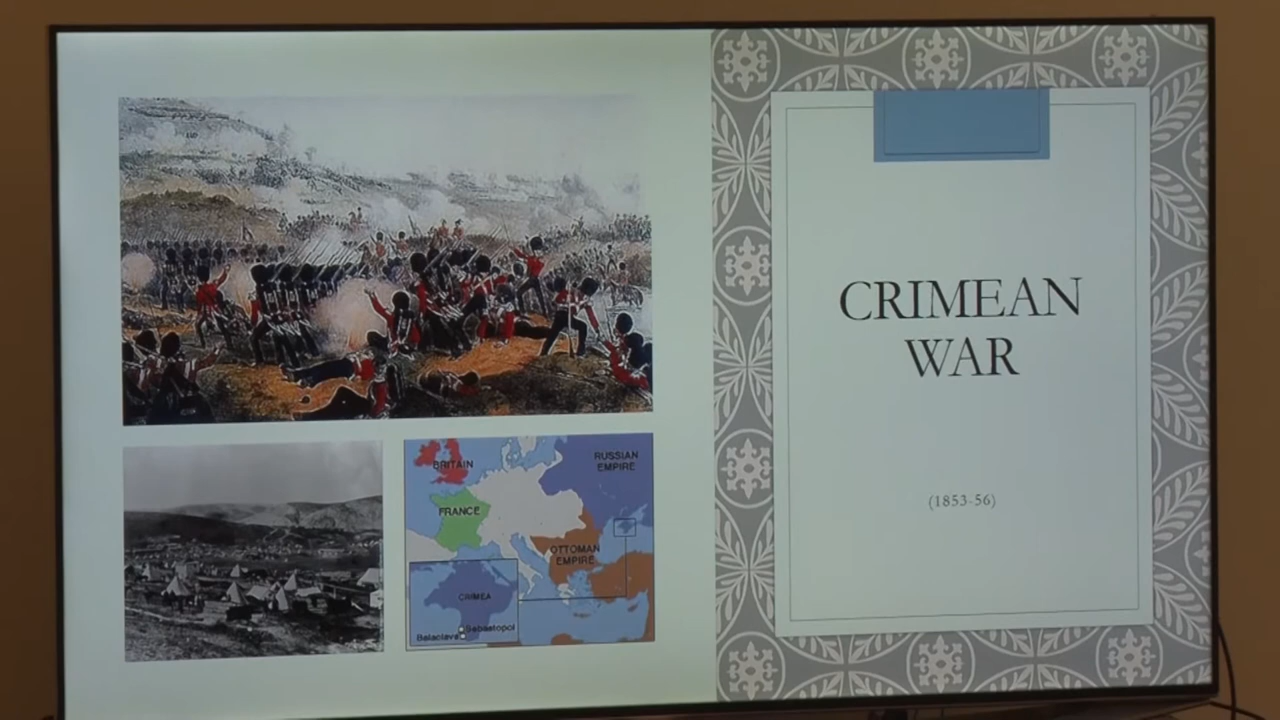 CRIMEAN
WAR
(1853-56)
BRITAIN
RUSSIAN
EMPIRE
FRANCE
OTTOMAN
EMPIRE
CRIMEA
Sebastopol
Balaclava